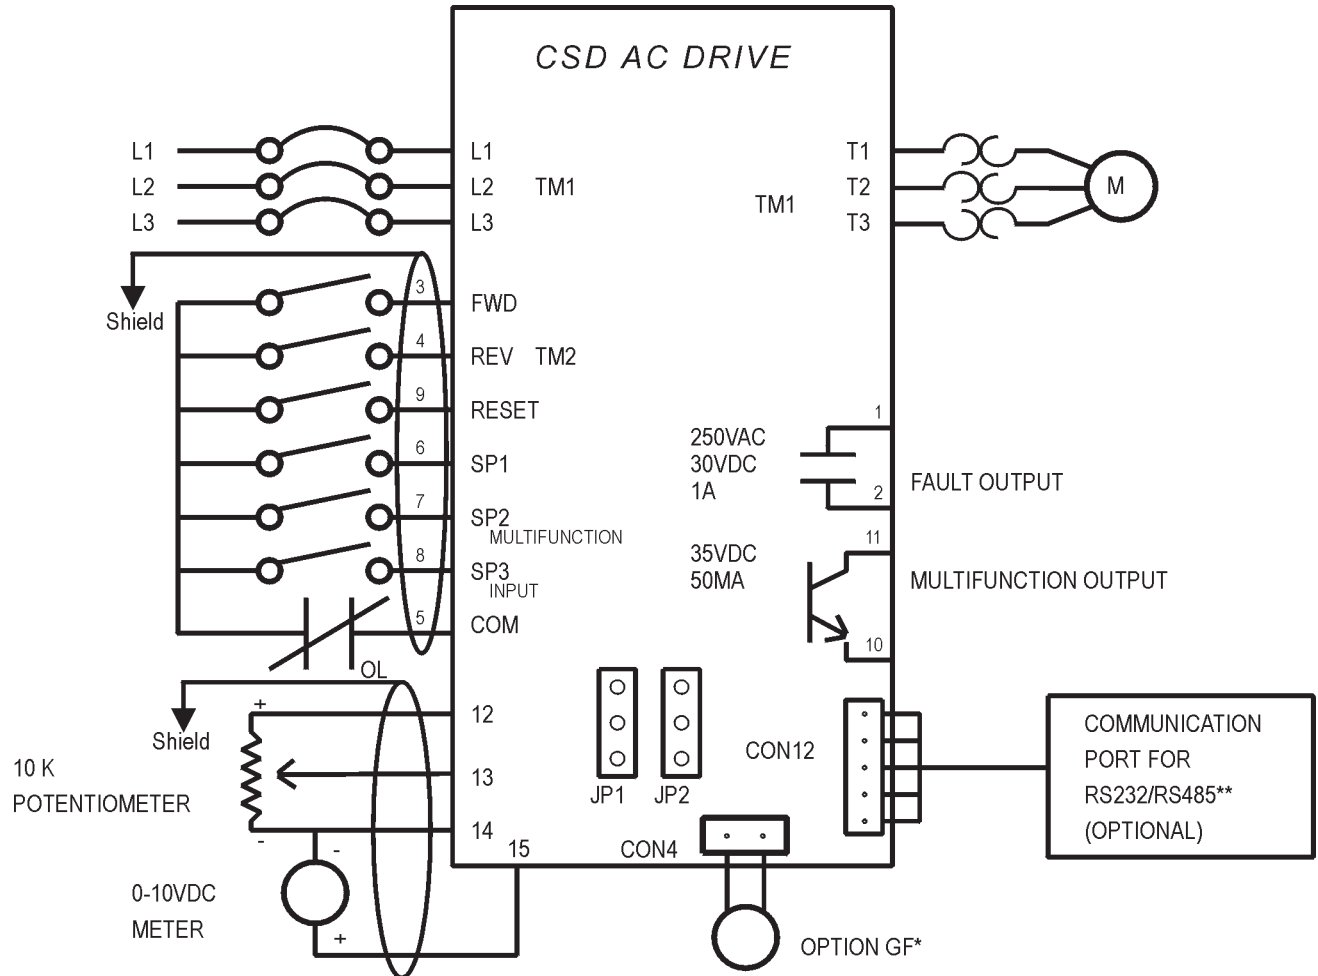 CSD AC DRIVE
L1 L1 T1
L2 L2 TM1 T2 M
TM1
L3 L3 T3
3 FWD
Shield
4 REV TM2
9 RESET
6 SP1
7 SP2
MULTIFUNCTION
8 SP3
INPUT
5 COM
OL
1
250VAC
30VDC
1A
2
FAULT OUTPUT
11
35VDC
50MA
MULTIFUNCTION OUTPUT
10
Shield
+
12
10 K
POTENTIOMETER
13
-
14
15
-
0-10VDC
METER
+
JP1 JP2
CON12
CON4
OPTION GF*
COMMUNICATION
PORT FOR
RS232/RS485**
(OPTIONAL)